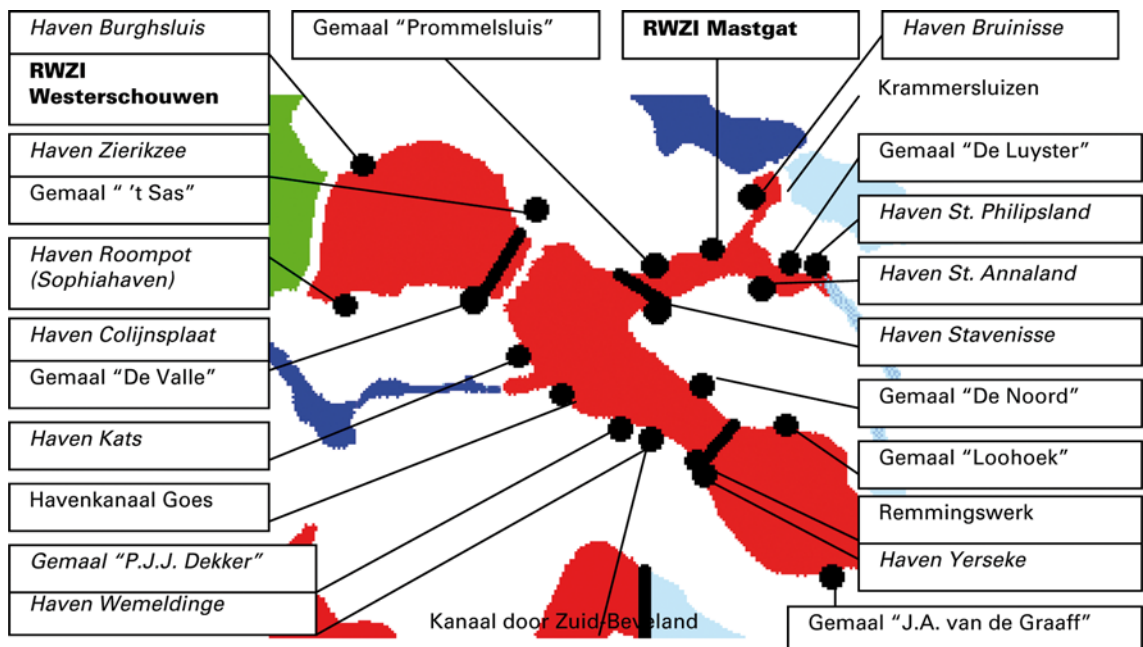 Haven Burghsluis
RWZI
Westerschouwen
Haven Zierikzee
Gemaal “ ’t Sas”
Haven Roompot
(Sophiahaven)
Haven Colijnsplaat
Gemaal “De Valle”
Haven Kats
Havenkanaal Goes
Gemaal “P.J.J. Dekker”
Haven Wemeldinge
Gemaal “Prommelsluis”
RWZI Mastgat
Haven Bruinisse
Krammersluizen
Gemaal “De Luyster”
Haven St. Philipsland
Haven St. Annaland
Haven Stavenisse
Gemaal “De Noord”
Gemaal “Loohoek”
Remmingswerk
Haven Yerseke
Kanaal door Zuid-Beveland
Gemaal “J.A. van de Graaff”